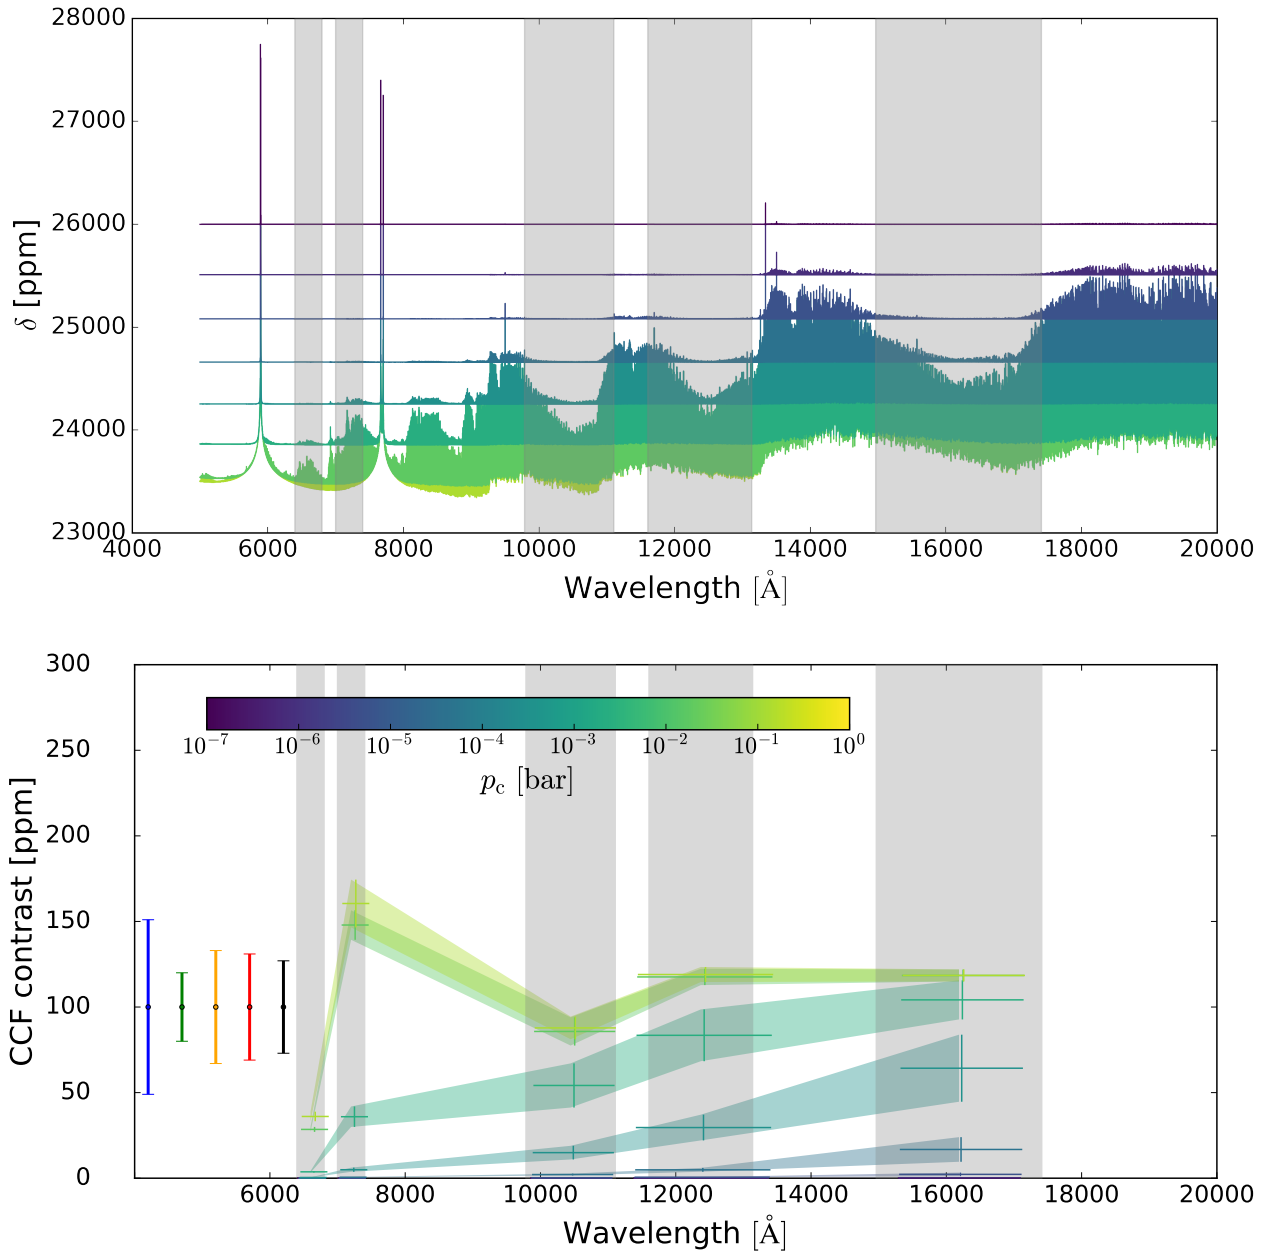 28000
27000
26000
25000
24000
23000
δ [ppm]
4000 6000 8000 10000 12000 14000 16000 18000 20000
Wavelength [Å]
300
250
200
150
100
50
0
CCF contrast [ppm]
10⁻⁷ 10⁻⁶ 10⁻⁵ 10⁻⁴ 10⁻³ 10⁻² 10⁻¹ 10⁰
p_c [bar]
6000 8000 10000 12000 14000 16000 18000 20000
Wavelength [Å]